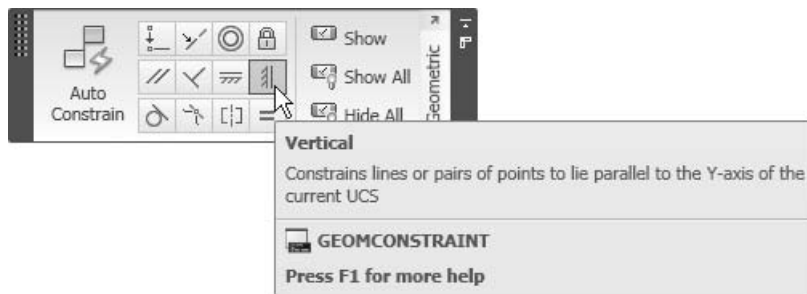 Auto
Constrain
Show
Show All
Hide All
Geometric
Vertical
Constrains lines or pairs of points to lie parallel to the Y-axis of the
current UCS
GEOMCONSTRAINT
Press F1 for more help